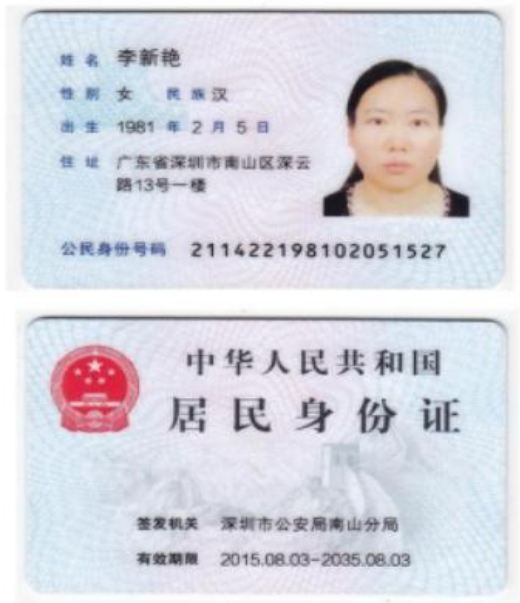 姓名 李新艳
性别 女 民族 汉
出生 1981 年 2 月 5 日
住址 广东省深圳市南山区深云
路13号一楼
公民身份号码 211422198102051527
中华人民共和国
居民身份证
签发机关 深圳市公安局南山分局
有效期限 2015.08.03-2035.08.03